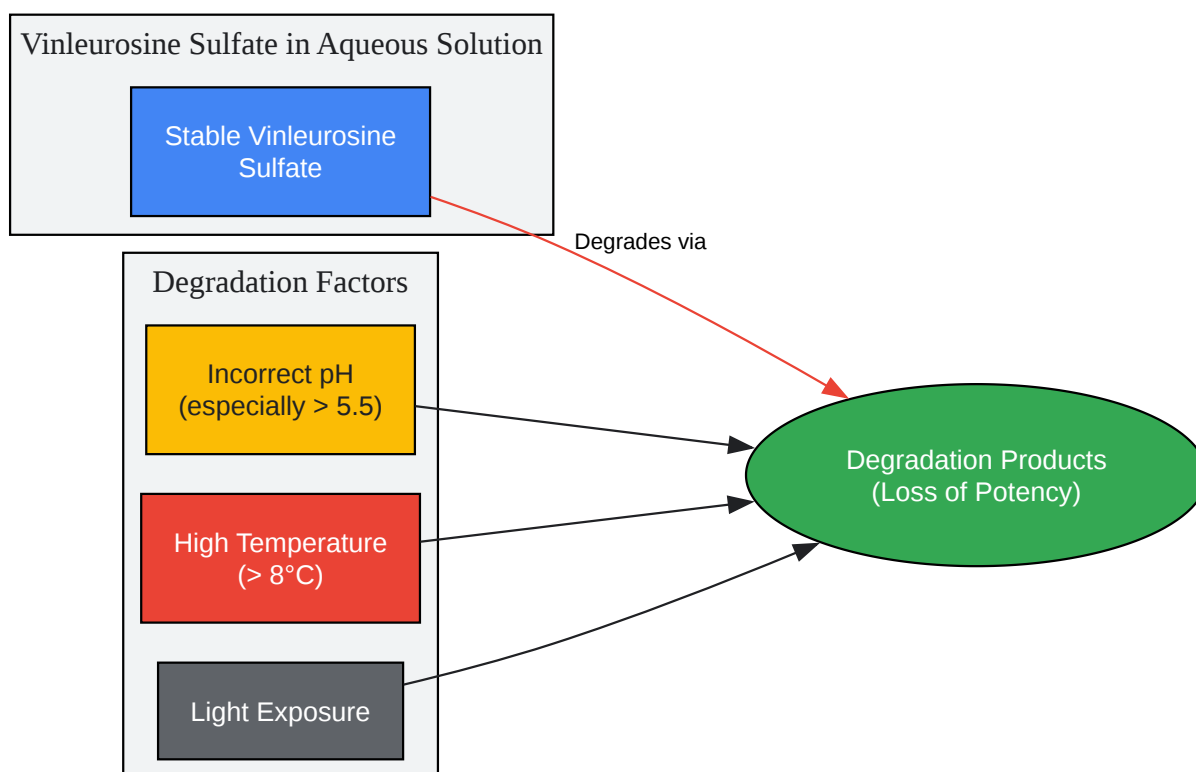 Vinleurosine Sulfate in Aqueous Solution
Stable Vinleurosine
Sulfate
Degrades via
Degradation Factors
Incorrect pH
(especially > 5.5)
High Temperature
(> 8°C)
Light Exposure
Degradation Products
(Loss of Potency)